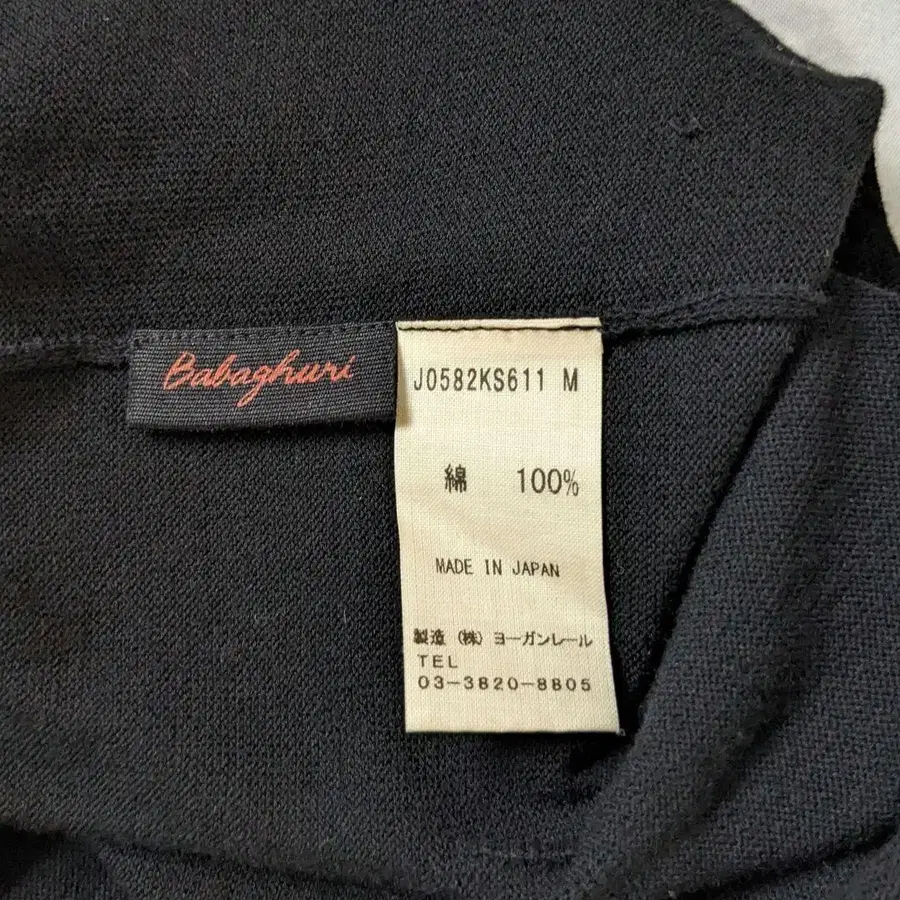 Babaghuri
J0582KS611 M
綿 100%
MADE IN JAPAN
製造 (株) ヨーガンレール
TEL
03-3820-8805